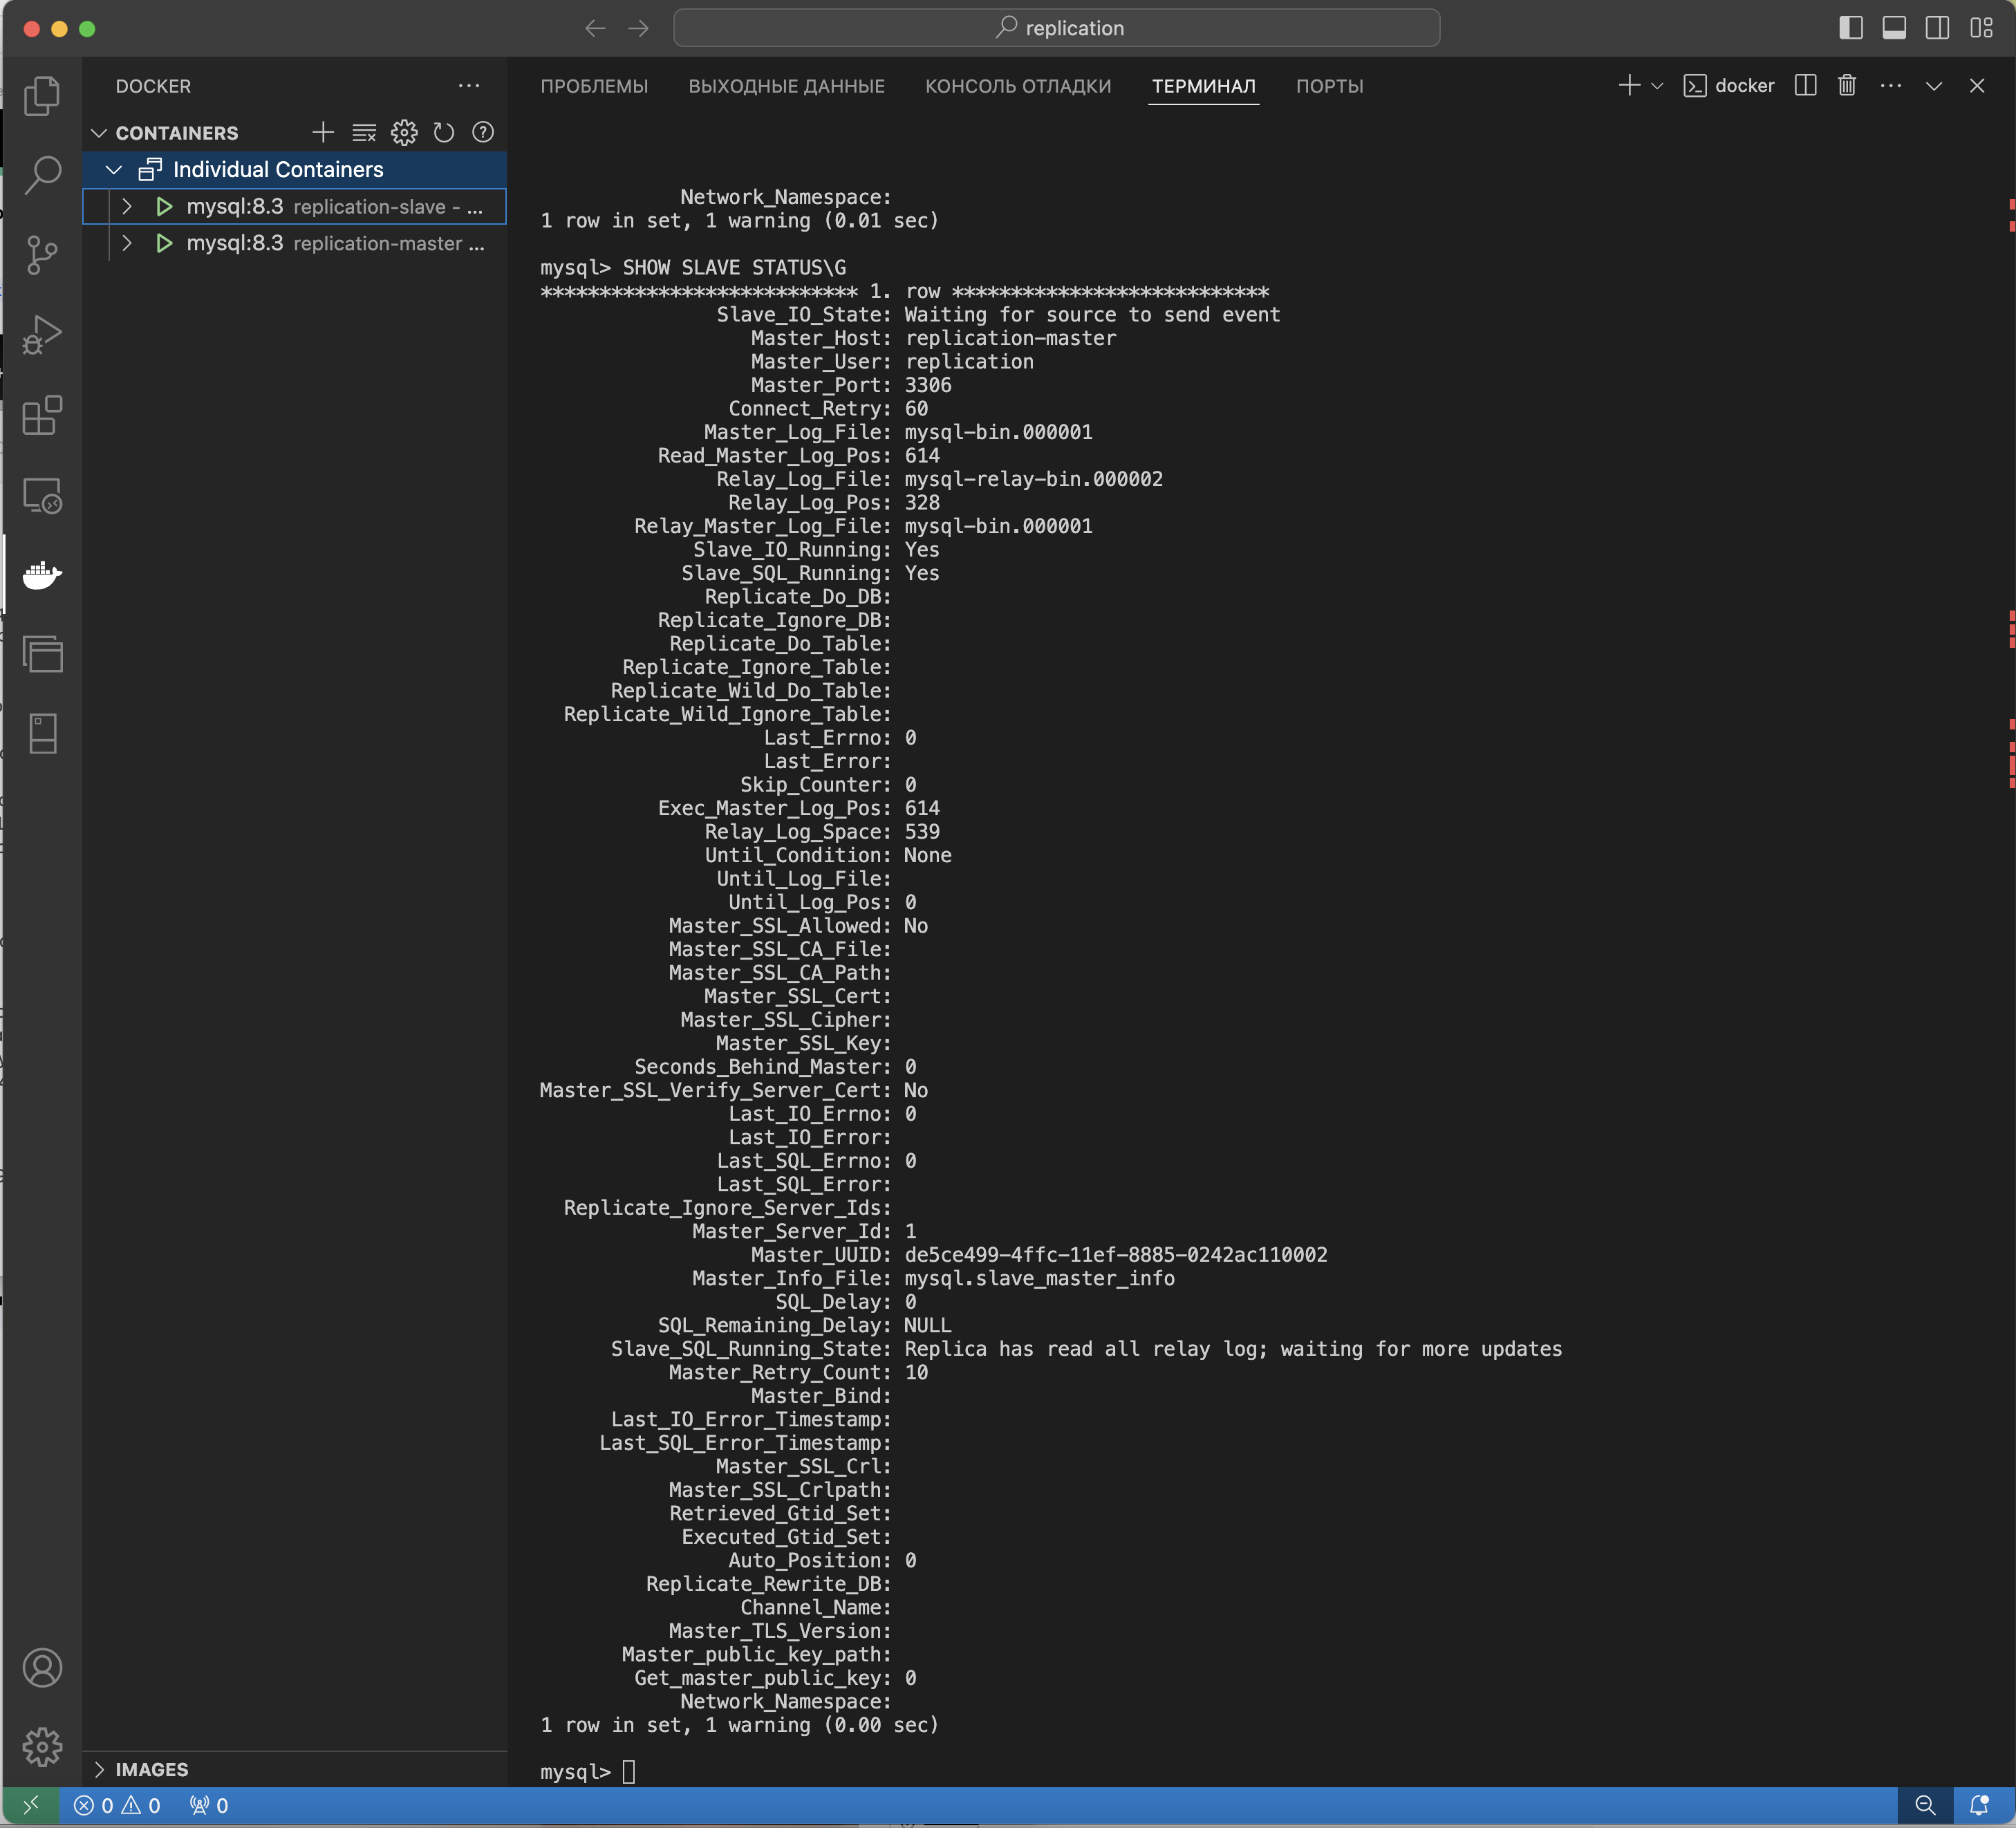 replication
DOCKER
ПРОБЛЕМЫ
ВЫХОДНЫЕ ДАННЫЕ
КОНСОЛЬ ОТЛАДКИ
ТЕРМИНАЛ
ПОРТЫ
docker
CONTAINERS
Individual Containers
mysql:8.3 replication-slave - ...
mysql:8.3 replication-master ...
Network_Namespace:
1 row in set, 1 warning (0.01 sec)
mysql> SHOW SLAVE STATUS\G
*************************** 1. row ***************************
Slave_IO_State: Waiting for source to send event
Master_Host: replication-master
Master_User: replication
Master_Port: 3306
Connect_Retry: 60
Master_Log_File: mysql-bin.000001
Read_Master_Log_Pos: 614
Relay_Log_File: mysql-relay-bin.000002
Relay_Log_Pos: 328
Relay_Master_Log_File: mysql-bin.000001
Slave_IO_Running: Yes
Slave_SQL_Running: Yes
Replicate_Do_DB:
Replicate_Ignore_DB:
Replicate_Do_Table:
Replicate_Ignore_Table:
Replicate_Wild_Do_Table:
Replicate_Wild_Ignore_Table:
Last_Errno: 0
Last_Error:
Skip_Counter: 0
Exec_Master_Log_Pos: 614
Relay_Log_Space: 539
Until_Condition: None
Until_Log_File:
Until_Log_Pos: 0
Master_SSL_Allowed: No
Master_SSL_CA_File:
Master_SSL_CA_Path:
Master_SSL_Cert:
Master_SSL_Cipher:
Master_SSL_Key:
Seconds_Behind_Master: 0
Master_SSL_Verify_Server_Cert: No
Last_IO_Errno: 0
Last_IO_Error:
Last_SQL_Errno: 0
Last_SQL_Error:
Replicate_Ignore_Server_Ids:
Master_Server_Id: 1
Master_UUID: de5ce499-4ffc-11ef-8885-0242ac110002
Master_Info_File: mysql.slave_master_info
SQL_Delay: 0
SQL_Remaining_Delay: NULL
Slave_SQL_Running_State: Replica has read all relay log; waiting for more updates
Master_Retry_Count: 10
Master_Bind:
Last_IO_Error_Timestamp:
Last_SQL_Error_Timestamp:
Master_SSL_Crl:
Master_SSL_Crlpath:
Retrieved_Gtid_Set:
Executed_Gtid_Set:
Auto_Position: 0
Replicate_Rewrite_DB:
Channel_Name:
Master_TLS_Version:
Master_public_key_path:
Get_master_public_key: 0
Network_Namespace:
1 row in set, 1 warning (0.00 sec)
mysql>
IMAGES
0 0 0